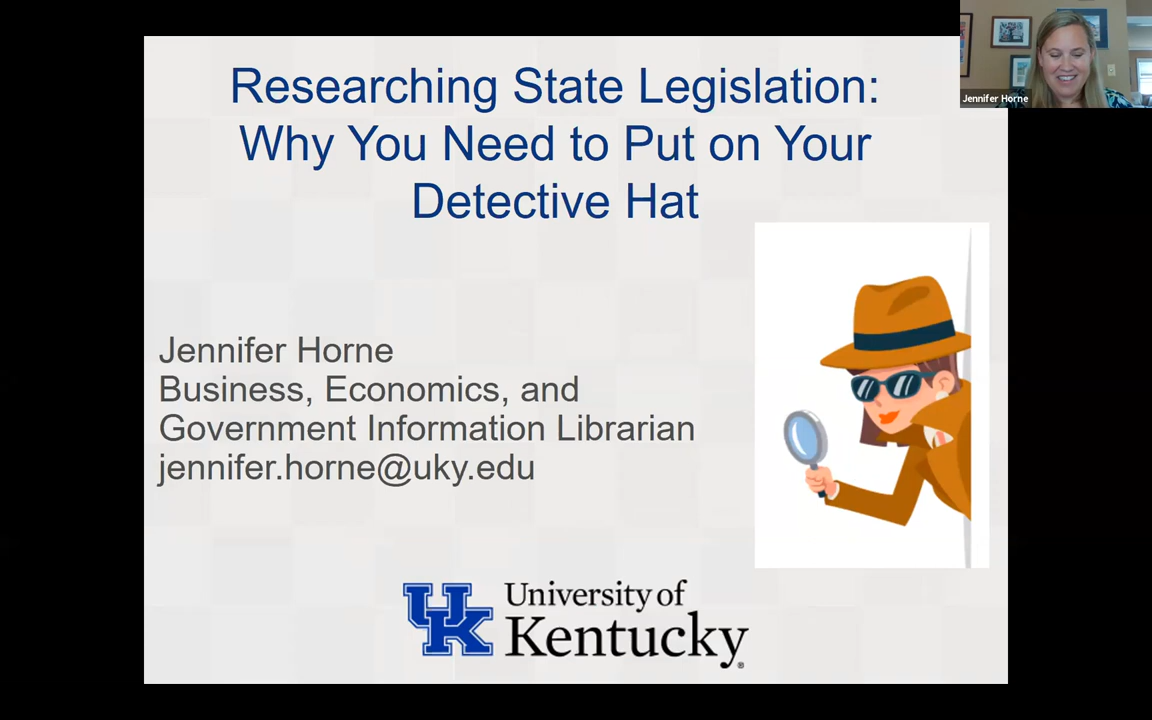 Researching State Legislation:
Why You Need to Put on Your
Detective Hat
Jennifer Horne
Jennifer Horne
Business, Economics, and
Government Information Librarian
jennifer.horne@uky.edu
UK
University of
Kentucky®